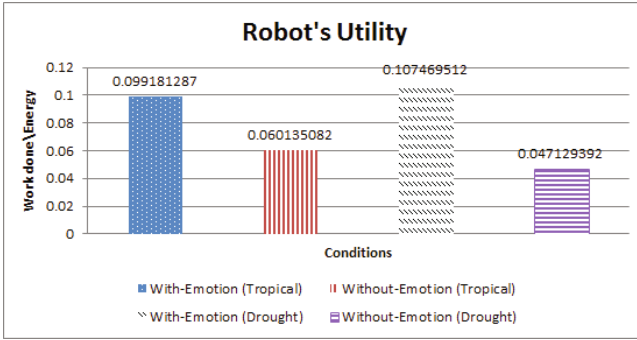 Robot's Utility
0.12
0.1
0.08
0.06
0.04
0.02
0
Work done\Energy
0.099181287
0.060135082
0.107469512
0.047129392
Conditions
With-Emotion (Tropical)
Without-Emotion (Tropical)
With-Emotion (Drought)
Without-Emotion (Drought)